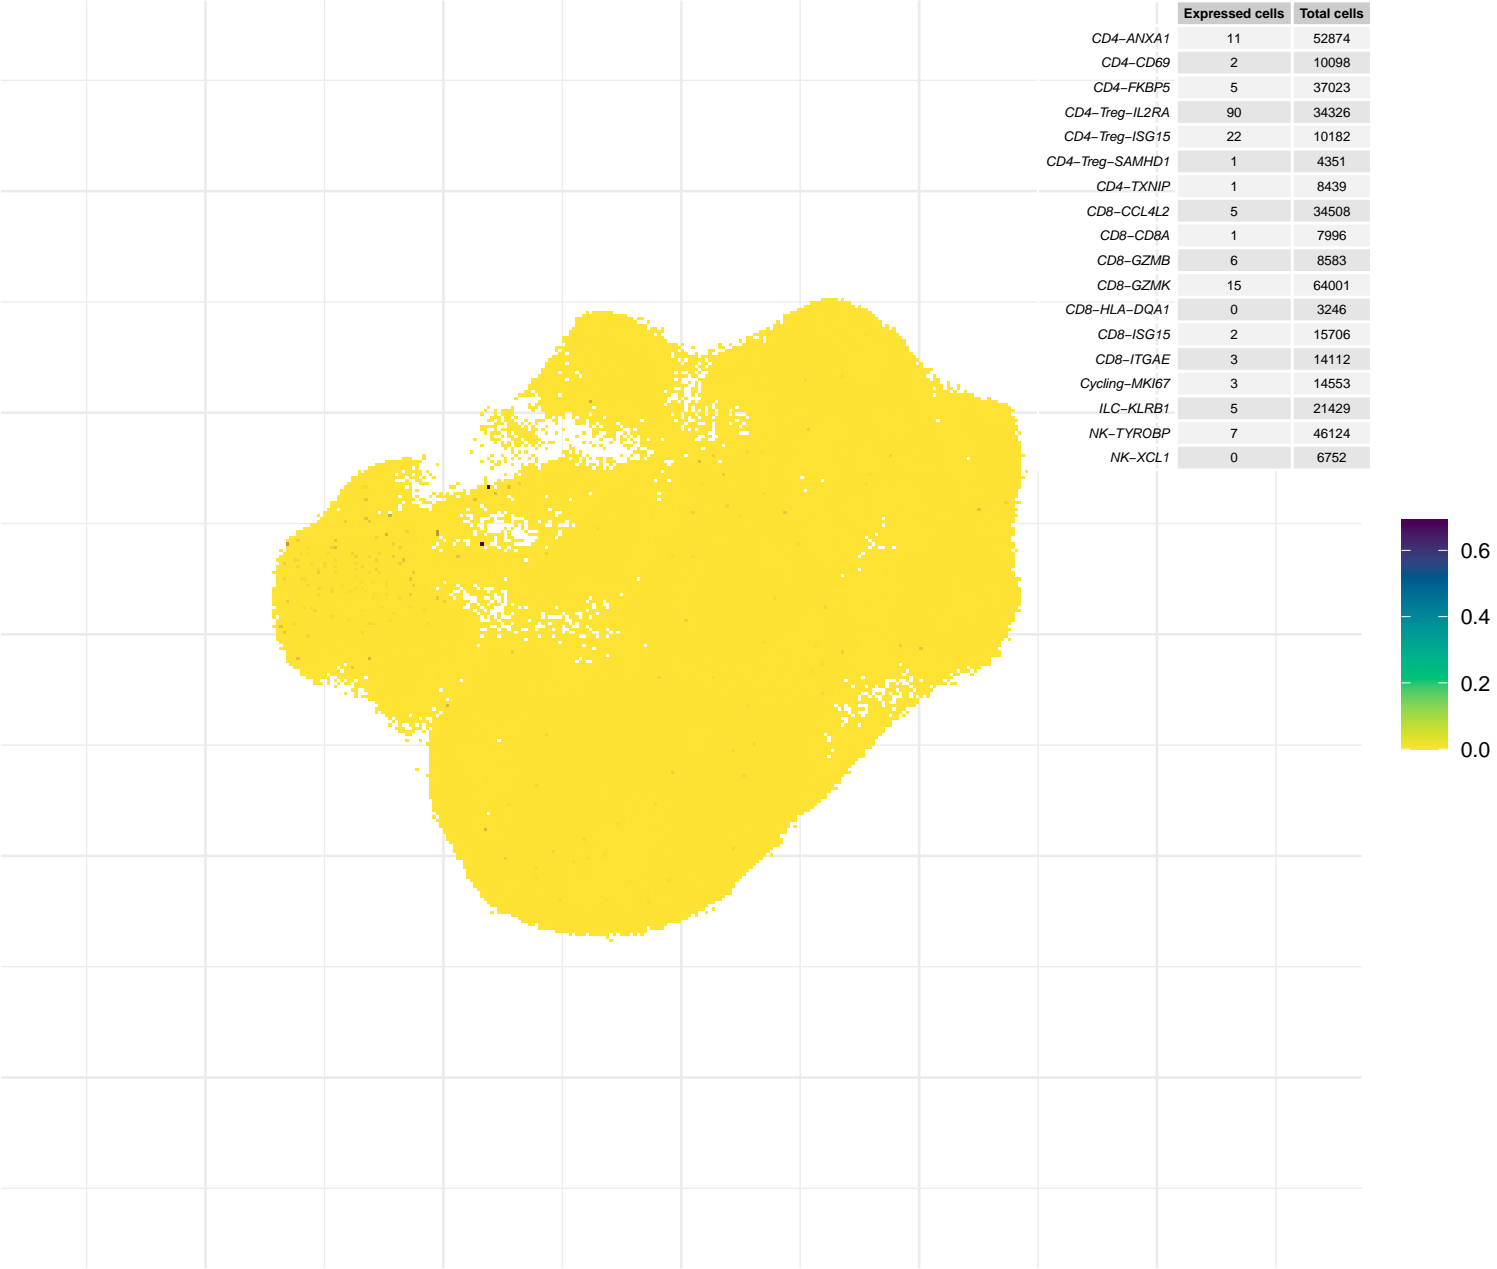 Expressed cells Total cells
CD4−ANXA1 11 52874
CD4−CD69 2 10098
CD4−FKBP5 5 37023
CD4−Treg−IL2RA 90 34326
CD4−Treg−ISG15 22 10182
CD4−Treg−SAMHD1 1 4351
CD4−TXNIP 1 8439
CD8−CCL4L2 5 34508
CD8−CD8A 1 7996
CD8−GZMB 6 8583
CD8−GZMK 15 64001
CD8−HLA−DQA1 0 3246
CD8−ISG15 2 15706
CD8−ITGAE 3 14112
Cycling−MKI67 3 14553
ILC−KLRB1 5 21429
NK−TYROBP 7 46124
NK−XCL1 0 6752
0.6
0.4
0.2
0.0